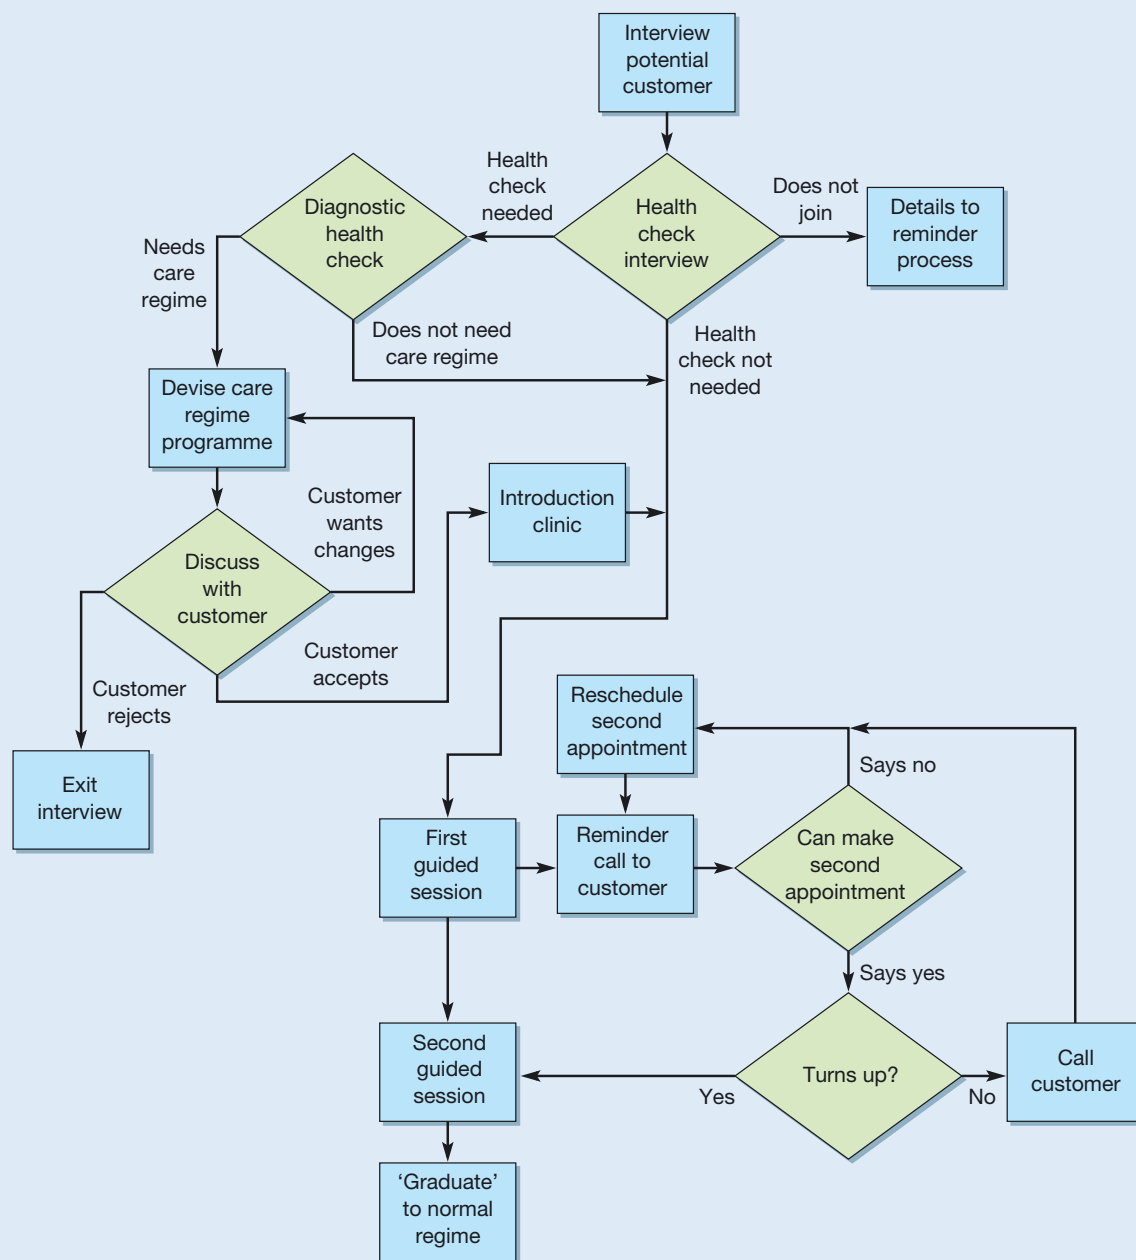 Interview
potential
customer
Health
check
needed
Does not
join
Diagnostic
health
check
Health
check
interview
Details to
reminder
process
Needs
care
regime
Does not need
care regime
Health
check not
needed
Devise care
regime
programme
Customer
wants
changes
Introduction
clinic
Discuss
with
customer
Customer
accepts
Customer
rejects
Exit
interview
Reschedule
second
appointment
Says no
First
guided
session
Reminder
call to
customer
Can make
second
appointment
Says yes
Second
guided
session
Yes
Turns up?
No
Call
customer
‘Graduate’
to normal
regime